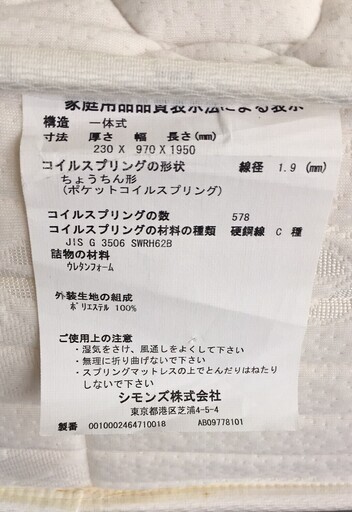 家庭用品品質表示法による表示
構造 一体式
寸法 厚さ 幅 長さ(mm)
230 X 970 X 1950
コイルスプリングの形状 線径 1.9(mm)
ちょうちん形
(ポケットコイルスプリング)
コイルスプリングの数 578
コイルスプリングの材料の種類 硬鋼線 C 種
JIS G 3506 SWRH62B
詰物の材料
ウレタンフォーム
外装生地の組成
ポリエステル 100%
ご使用上の注意
・湿気をさけ、風通しをよくして下さい
・無理に折り曲げないで下さい
・スプリングマットレスの上でとんだりはねたり
しないで下さい
シモンズ株式会社
東京都港区芝浦4-5-4
製番 0010002464710018 AB09778101